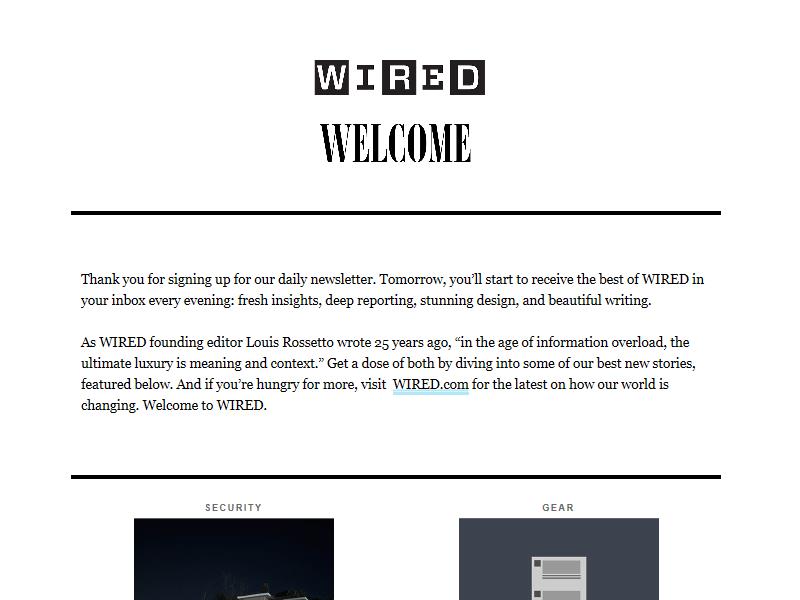 WIRED
WELCOME
Thank you for signing up for our daily newsletter. Tomorrow, you’ll start to receive the best of WIRED in
your inbox every evening: fresh insights, deep reporting, stunning design, and beautiful writing.
As WIRED founding editor Louis Rossetto wrote 25 years ago, “in the age of information overload, the
ultimate luxury is meaning and context.” Get a dose of both by diving into some of our best new stories,
featured below. And if you’re hungry for more, visit WIRED.com for the latest on how our world is
changing. Welcome to WIRED.
SECURITY
GEAR